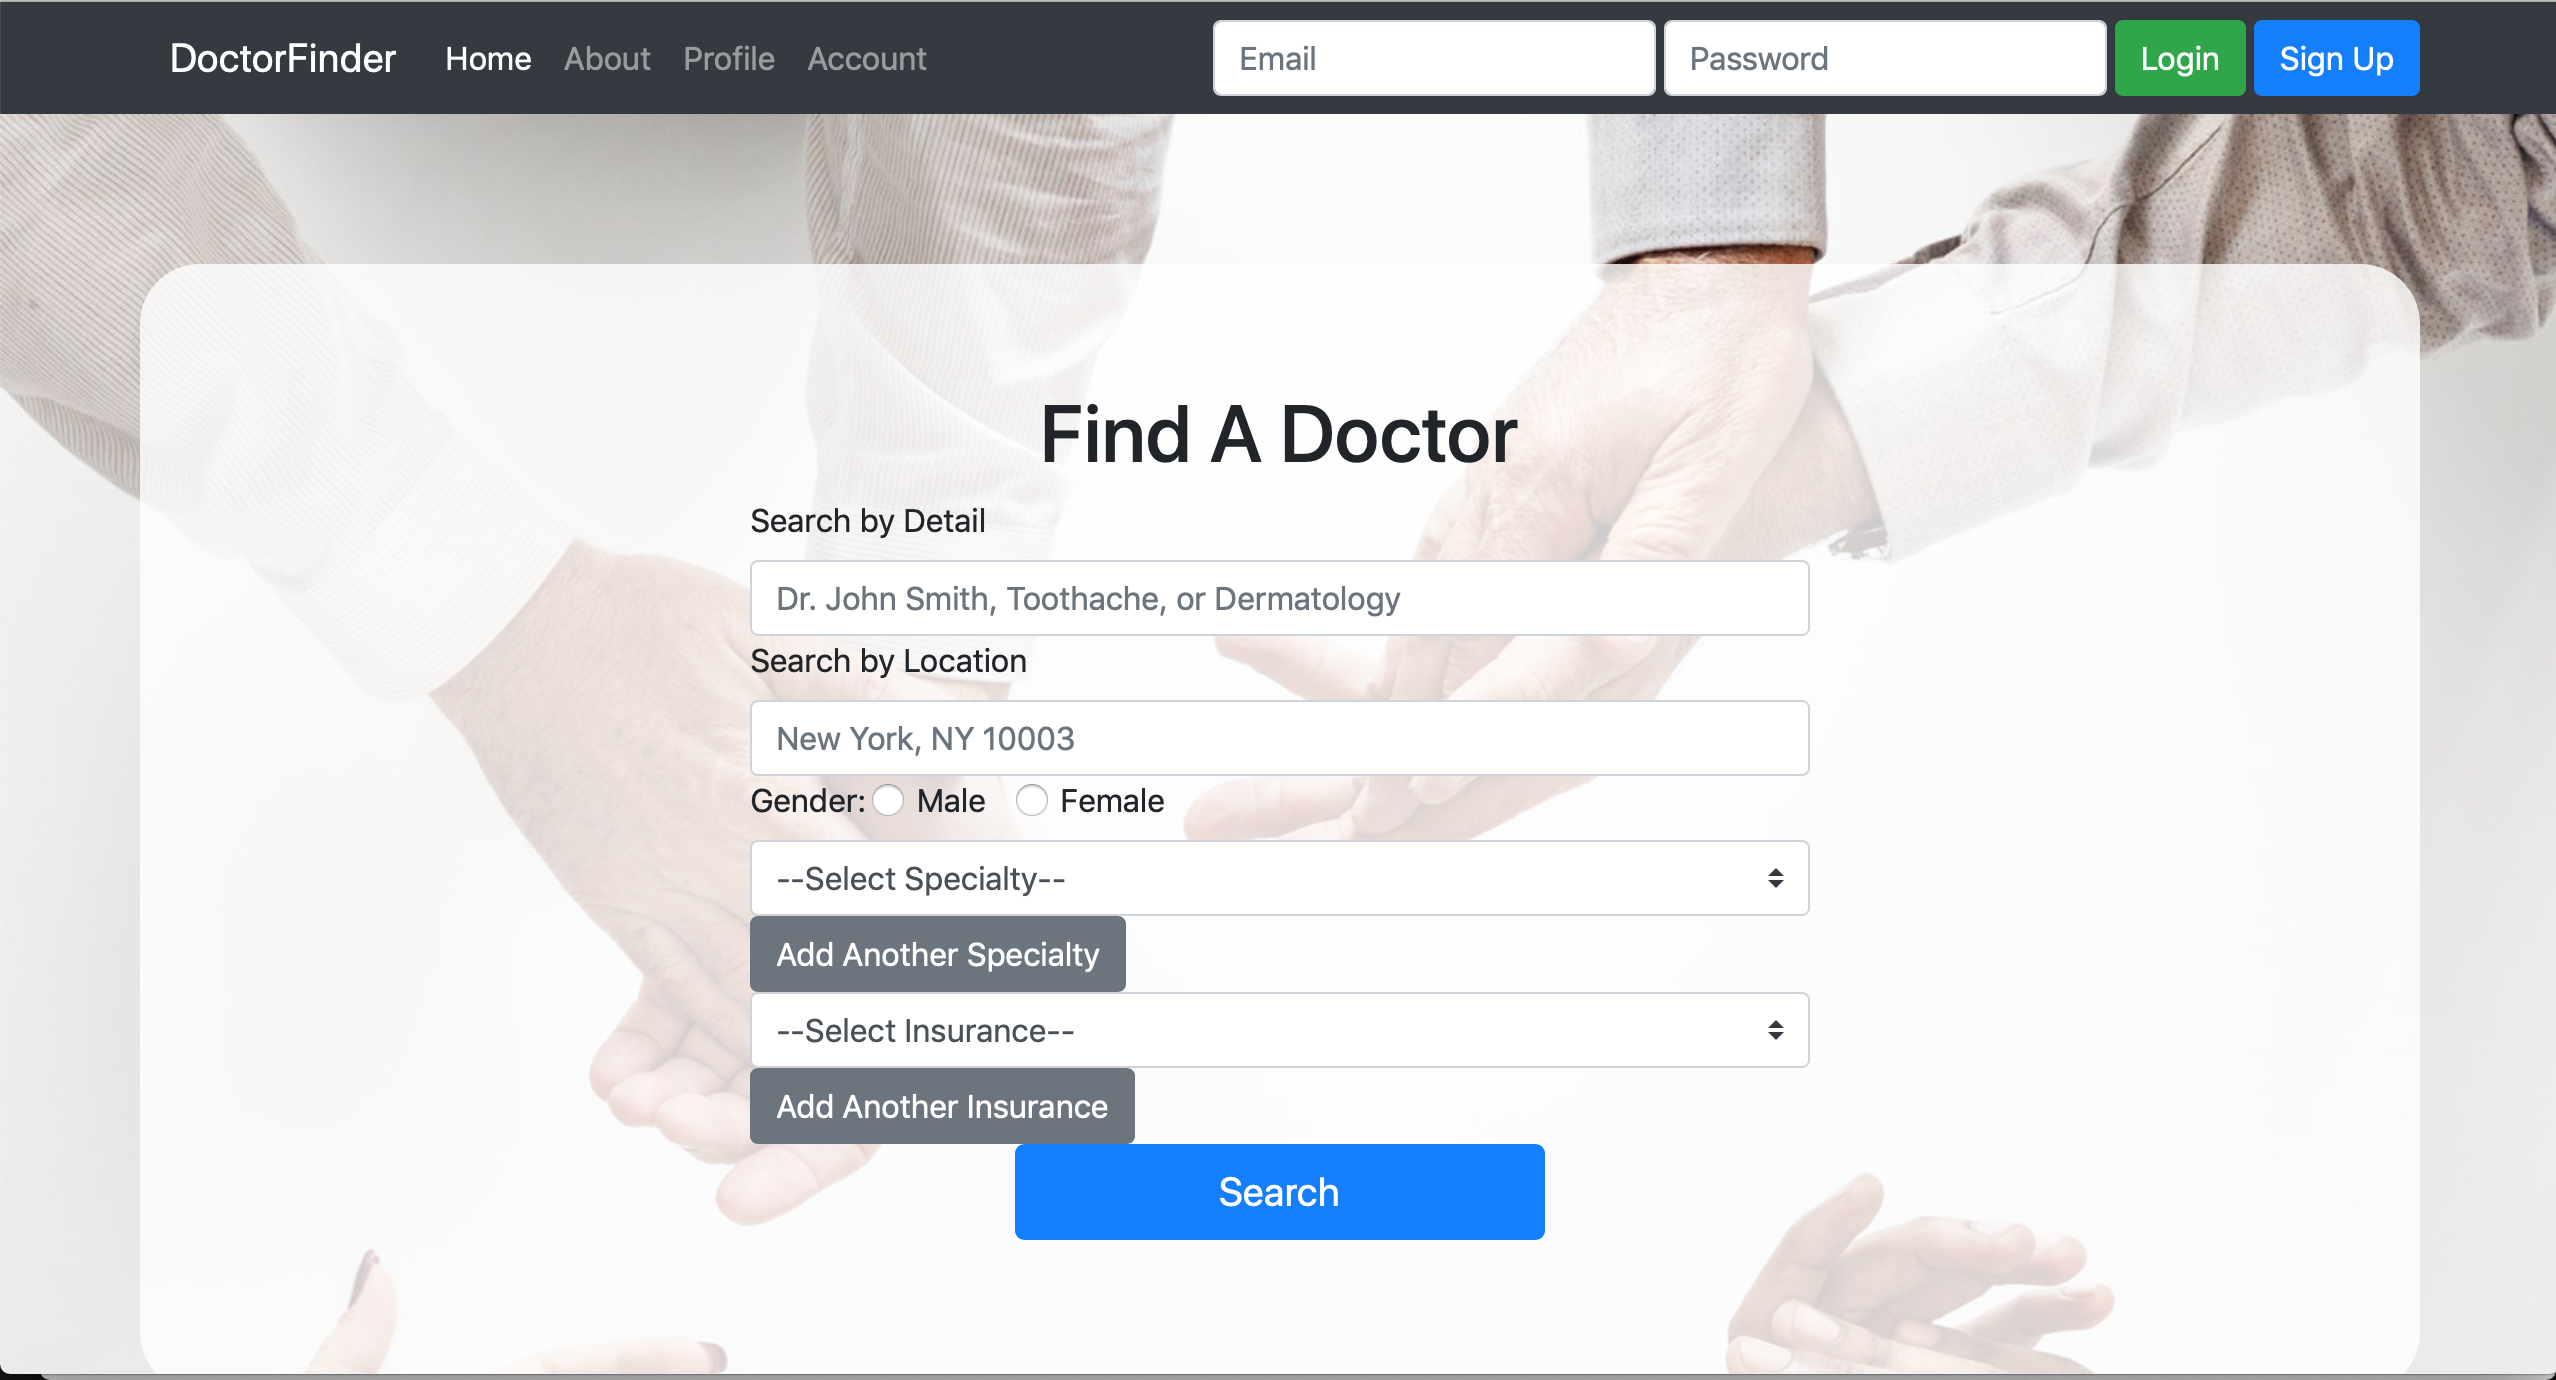 DoctorFinder Home About Profile Account Email Password Login Sign Up
Find A Doctor
Search by Detail
Dr. John Smith, Toothache, or Dermatology
Search by Location
New York, NY 10003
Gender: Male Female
--Select Specialty--
Add Another Specialty
--Select Insurance--
Add Another Insurance
Search